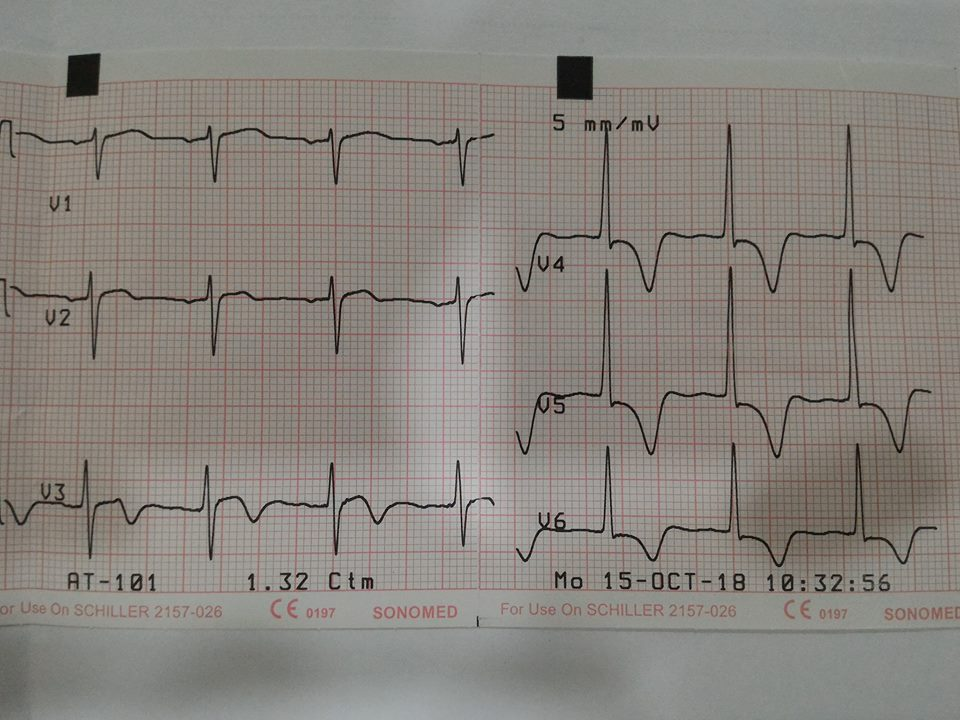 V1
V2
V3
AT-101 1.32 Ctm
For Use On SCHILLER 2157-026 CE 0197 SONOMED
5 mm/mV
V4
V5
V6
Mo 15-OCT-18 10:32:56
For Use On SCHILLER 2157-026 CE 0197 SONOMED